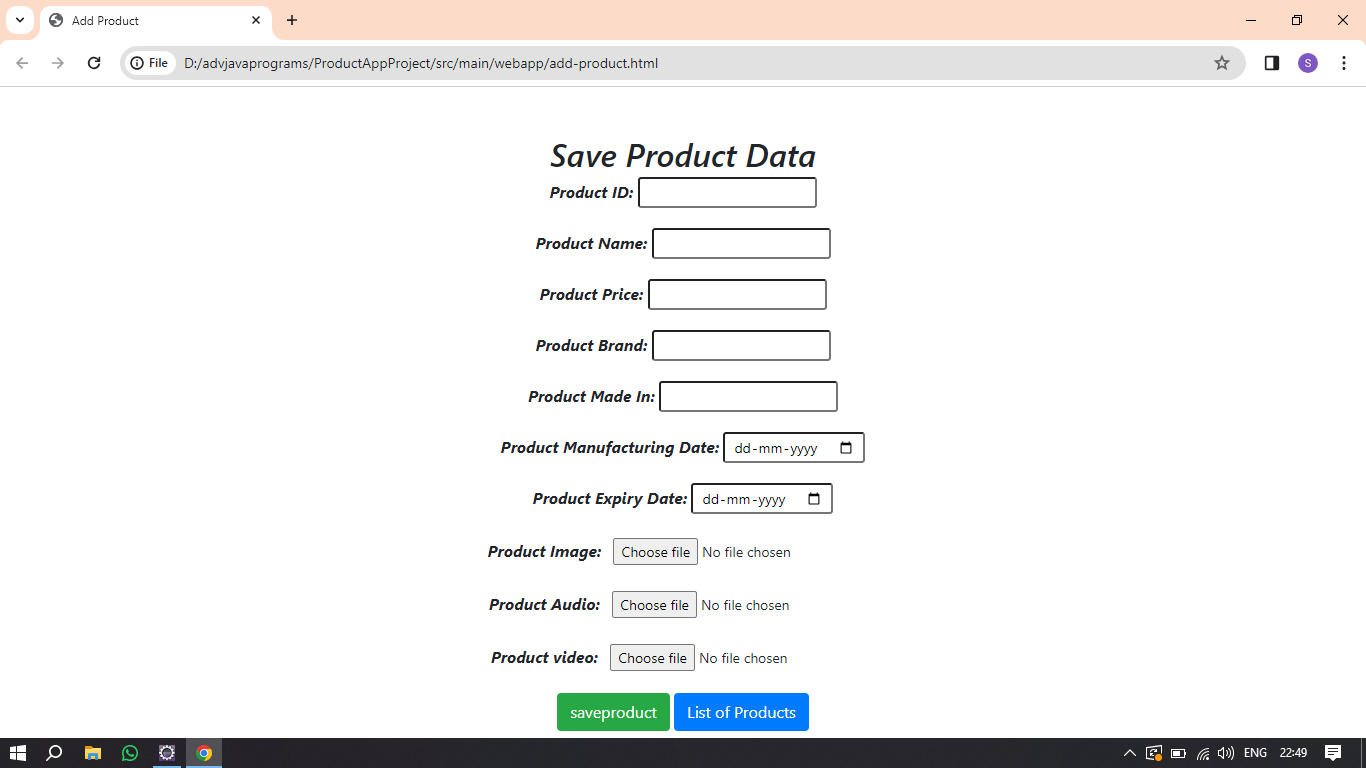 Add Product
File D:/advjavaprograms/ProductAppProject/src/main/webapp/add-product.html
S
Save Product Data
Product ID:
Product Name:
Product Price:
Product Brand:
Product Made In:
Product Manufacturing Date: dd-mm-yyyy
Product Expiry Date: dd-mm-yyyy
Product Image: Choose file No file chosen
Product Audio: Choose file No file chosen
Product video: Choose file No file chosen
saveproduct List of Products
ENG 22:49